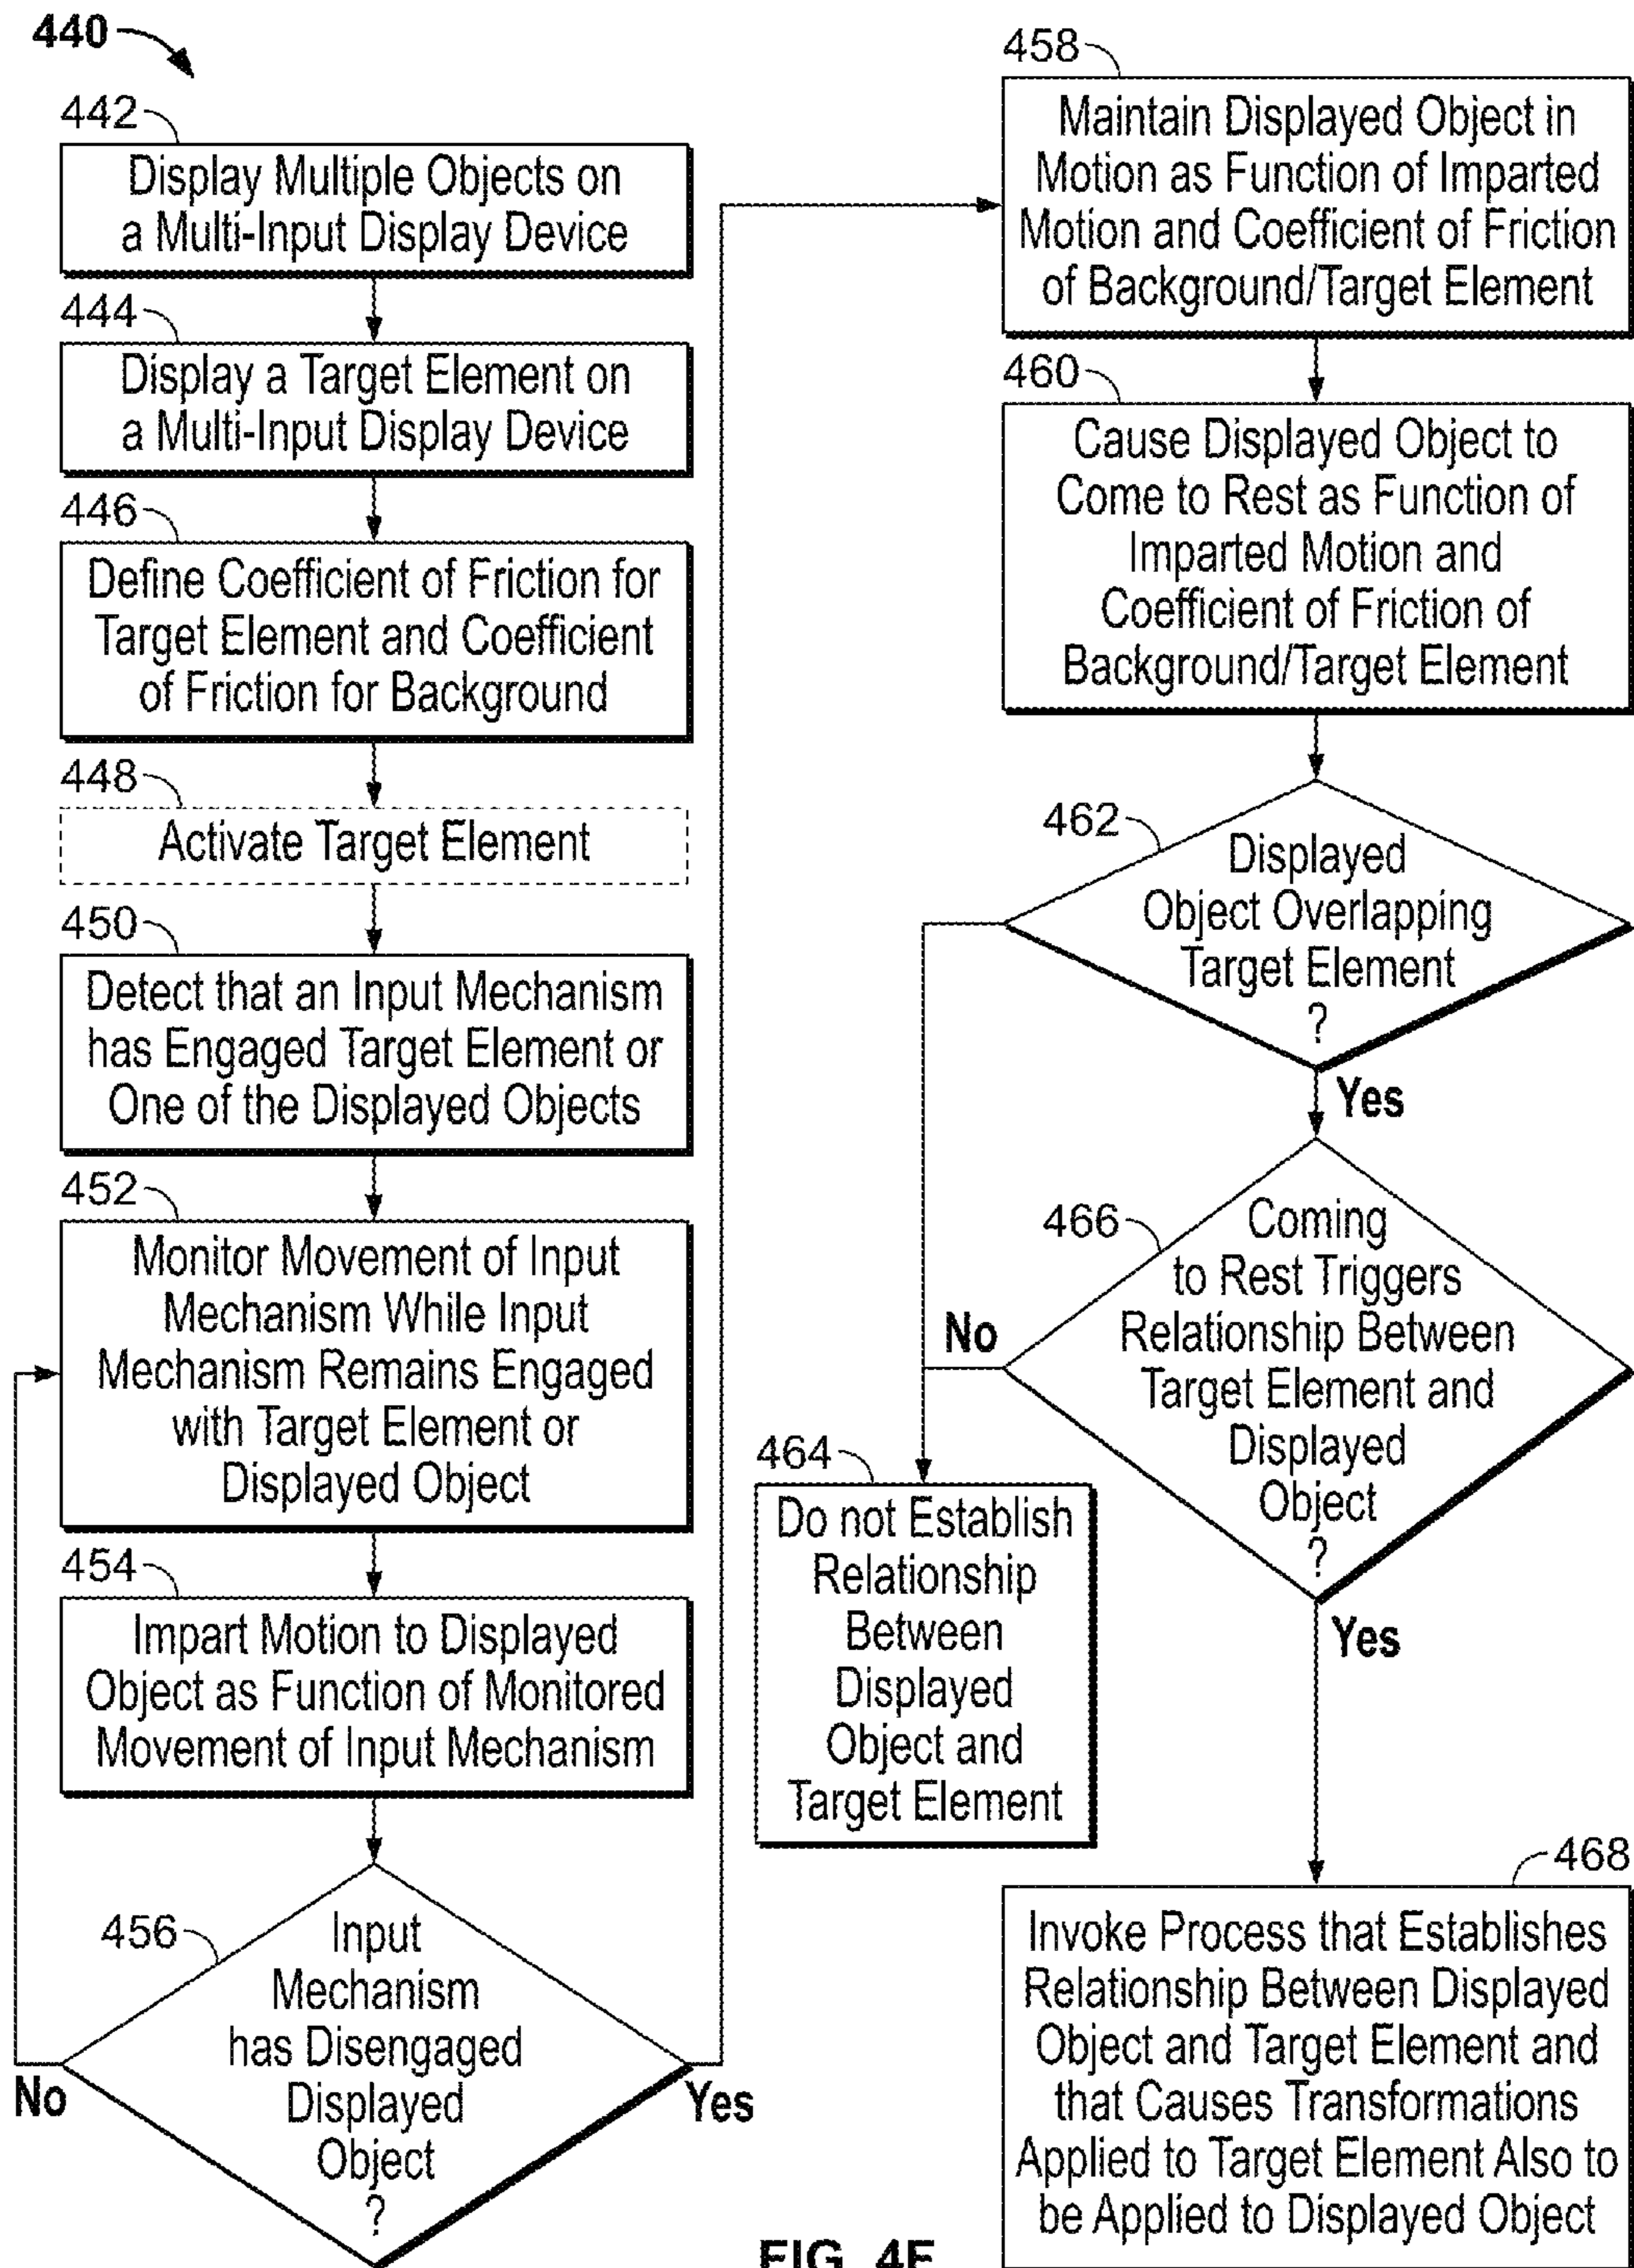 440
442
Display Multiple Objects on
a Multi-Input Display Device
444
Display a Target Element on
a Multi-Input Display Device
446
Define Coefficient of Friction for
Target Element and Coefficient
of Friction for Background
448
Activate Target Element
450
Detect that an Input Mechanism
has Engaged Target Element or
One of the Displayed Objects
452
Monitor Movement of Input
Mechanism While Input
Mechanism Remains Engaged
with Target Element or
Displayed Object
454
Impart Motion to Displayed
Object as Function of Monitored
Movement of Input Mechanism
456
Input
Mechanism
has Disengaged
Displayed
Object
?
No
Yes
458
Maintain Displayed Object in
Motion as Function of Imparted
Motion and Coefficient of Friction
of Background/Target Element
460
Cause Displayed Object to
Come to Rest as Function of
Imparted Motion and
Coefficient of Friction of
Background/Target Element
462
Displayed
Object Overlapping
Target Element
?
Yes
466
Coming
to Rest Triggers
Relationship Between
Target Element and
Displayed
Object
?
No
Yes
464
Do not Establish
Relationship
Between
Displayed
Object and
Target Element
468
Invoke Process that Establishes
Relationship Between Displayed
Object and Target Element and
that Causes Transformations
Applied to Target Element Also to
be Applied to Displayed Object